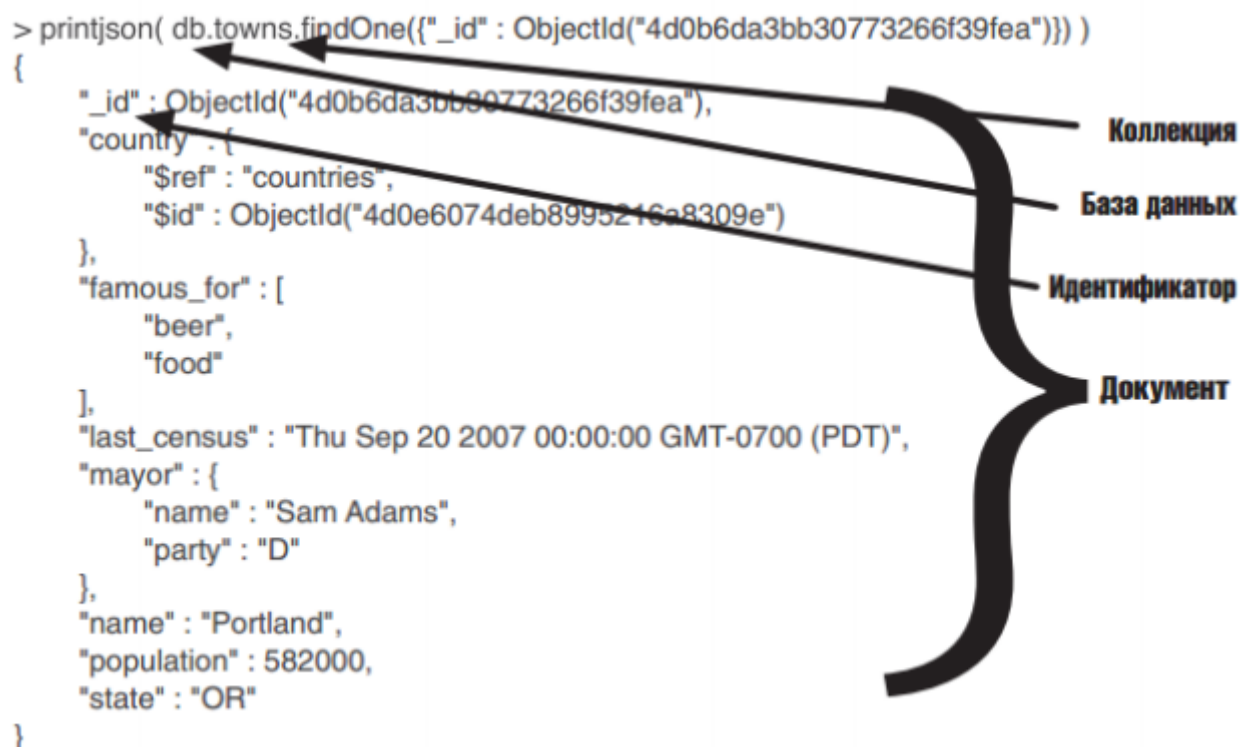 > printjson( db.towns.findOne({"_id" : ObjectId("4d0b6da3bb30773266f39fea")}) )
{
"_id" : ObjectId("4d0b6da3bb30773266f39fea"),
"country" : {
"$ref" : "countries",
"$id" : ObjectId("4d0e6074deb8995216a8309e")
},
"famous_for" : [
"beer",
"food"
],
"last_census" : "Thu Sep 20 2007 00:00:00 GMT-0700 (PDT)",
"mayor" : {
"name" : "Sam Adams",
"party" : "D"
},
"name" : "Portland",
"population" : 582000,
"state" : "OR"
}
Коллекция
База данных
Идентификатор
Документ